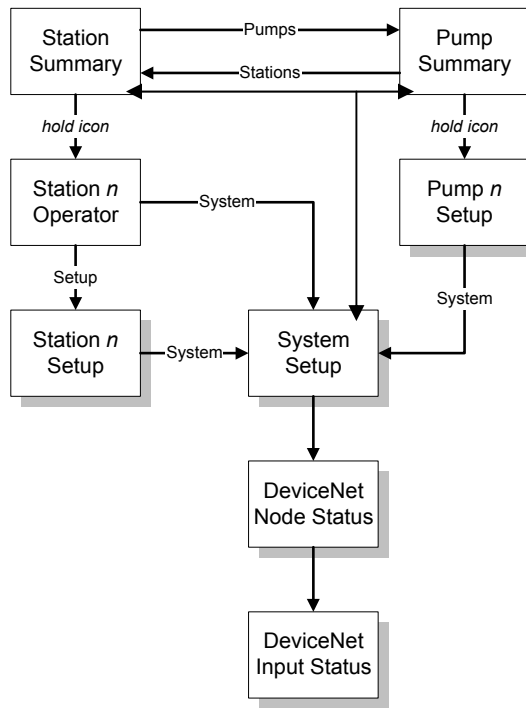 Station
Summary
Pumps
Pump
Summary
Stations
hold icon
hold icon
Station n
Operator
System
Pump n
Setup
Setup
System
Station n
Setup
System
System
Setup
DeviceNet
Node Status
DeviceNet
Input Status